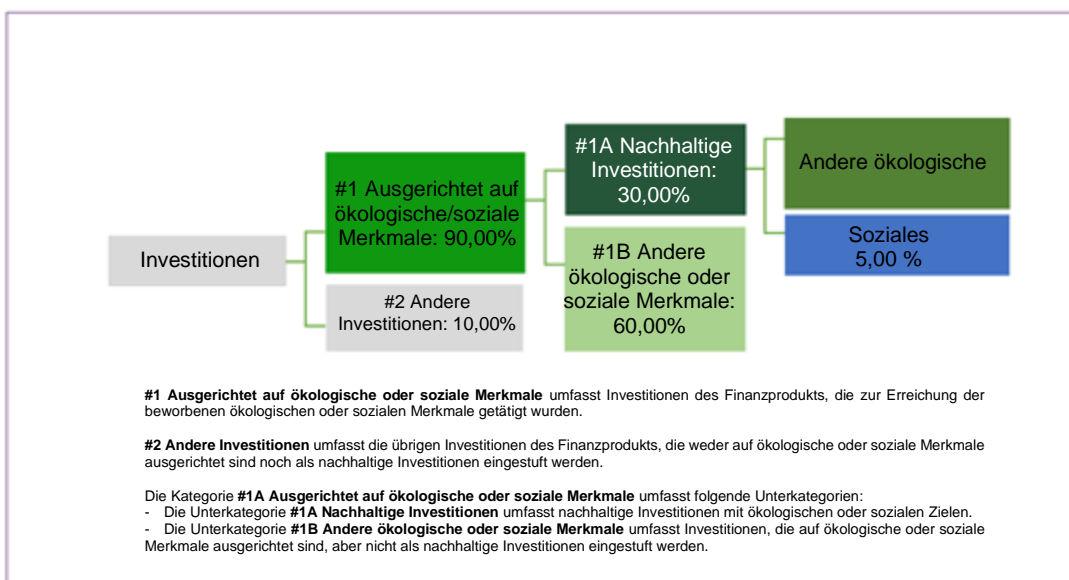 Investitionen
#1 Ausgerichtet auf
ökologische/soziale
Merkmale: 90,00%
#2 Andere
Investitionen: 10,00%
#1A Nachhaltige
Investitionen:
30,00%
#1B Andere
ökologische oder
soziale Merkmale:
60,00%
Andere ökologische
Soziales
5,00 %
#1 Ausgerichtet auf ökologische oder soziale Merkmale umfasst Investitionen des Finanzprodukts, die zur Erreichung der
beworbenen ökologischen oder sozialen Merkmale getätigt wurden.
#2 Andere Investitionen umfasst die übrigen Investitionen des Finanzprodukts, die weder auf ökologische oder soziale Merkmale
ausgerichtet sind noch als nachhaltige Investitionen eingestuft werden.
Die Kategorie #1A Ausgerichtet auf ökologische oder soziale Merkmale umfasst folgende Unterkategorien:
- Die Unterkategorie #1A Nachhaltige Investitionen umfasst nachhaltige Investitionen mit ökologischen oder sozialen Zielen.
- Die Unterkategorie #1B Andere ökologische oder soziale Merkmale umfasst Investitionen, die auf ökologische oder soziale
Merkmale ausgerichtet sind, aber nicht als nachhaltige Investitionen eingestuft werden.